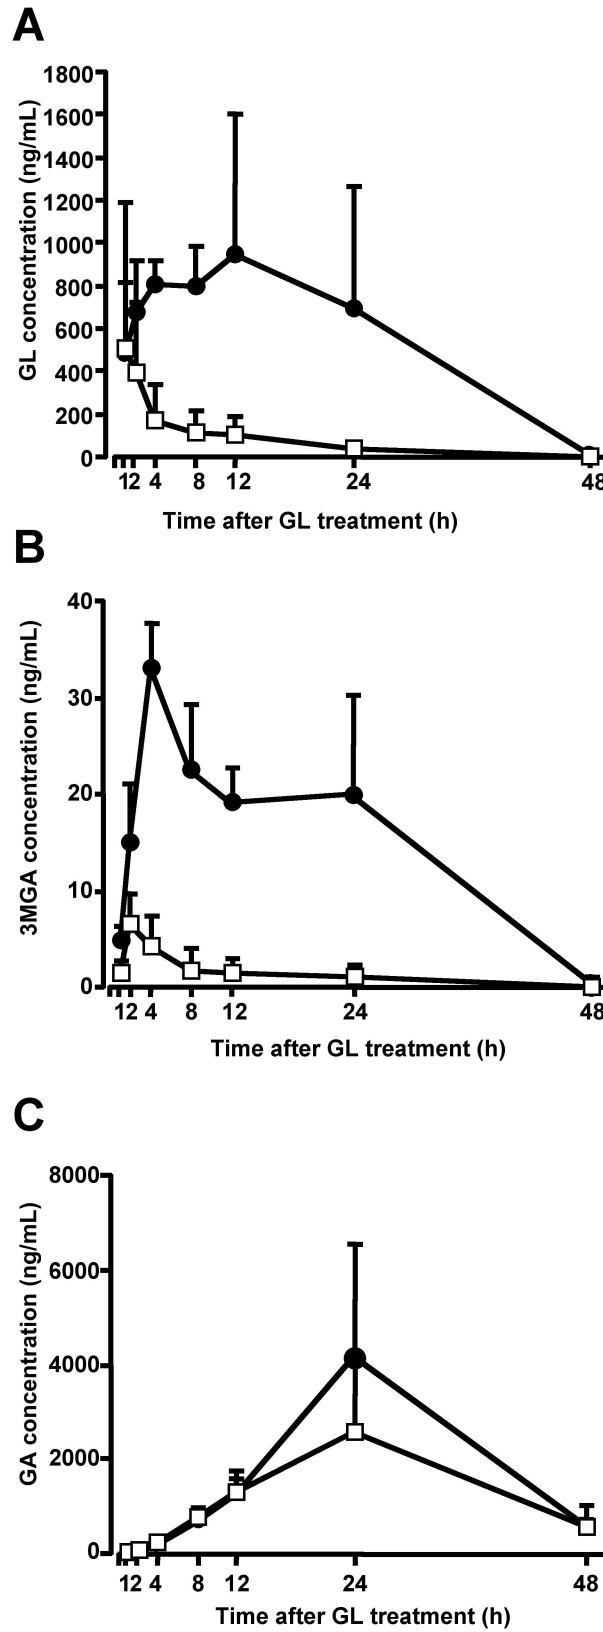 A
GL concentration (ng/mL)
1800
1600
1400
1200
1000
800
600
400
200
0
12 4 8 12 24 48
Time after GL treatment (h)
B
3MGA concentration (ng/mL)
40
30
20
10
0
12 4 8 12 24 48
Time after GL treatment (h)
C
GA concentration (ng/mL)
8000
6000
4000
2000
0
12 4 8 12 24 48
Time after GL treatment (h)